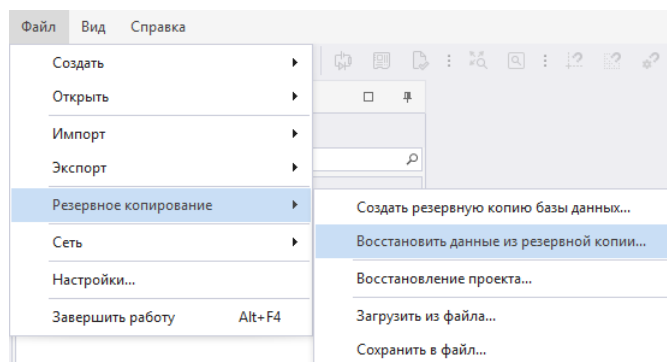 Файл Вид Справка
Создать
Открыть
Импорт
Экспорт
Резервное копирование
Создать резервную копию базы данных...
Сеть
Восстановить данные из резервной копии...
Настройки...
Восстановление проекта...
Завершить работу Alt+F4
Загрузить из файла...
Сохранить в файл...